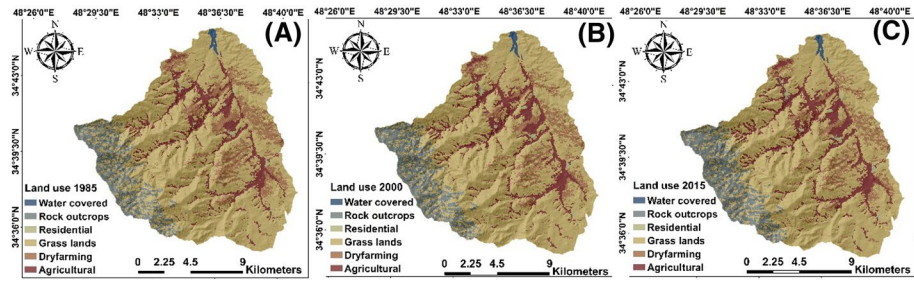 48°26'0"E 48°29'30"E 48°33'0"E 48°36'30"E 48°40'0"E
(A)
N
W E
S
34°43'0"N
34°39'30"N
34°36'0"N
Land use 1985
Water covered
Rock outcrops
Residential
Grass lands
Dryfarming
Agricultural
0 2.25 4.5 9
Kilometers
48°26'0"E 48°29'30"E 48°33'0"E 48°36'30"E 48°40'0"E
(B)
N
W E
S
34°43'0"N
34°39'30"N
34°36'0"N
Land use 2000
Water covered
Rock outcrops
Residential
Grass lands
Dryfarming
Agricultural
0 2.25 4.5 9
Kilometers
48°26'0"E 48°29'30"E 48°33'0"E 48°36'30"E 48°40'0"E
(C)
N
W E
S
34°43'0"N
34°39'30"N
34°36'0"N
Land use 2015
Water covered
Rock outcrops
Residential
Grass lands
Dryfarming
Agricultural
0 2.25 4.5 9
Kilometers